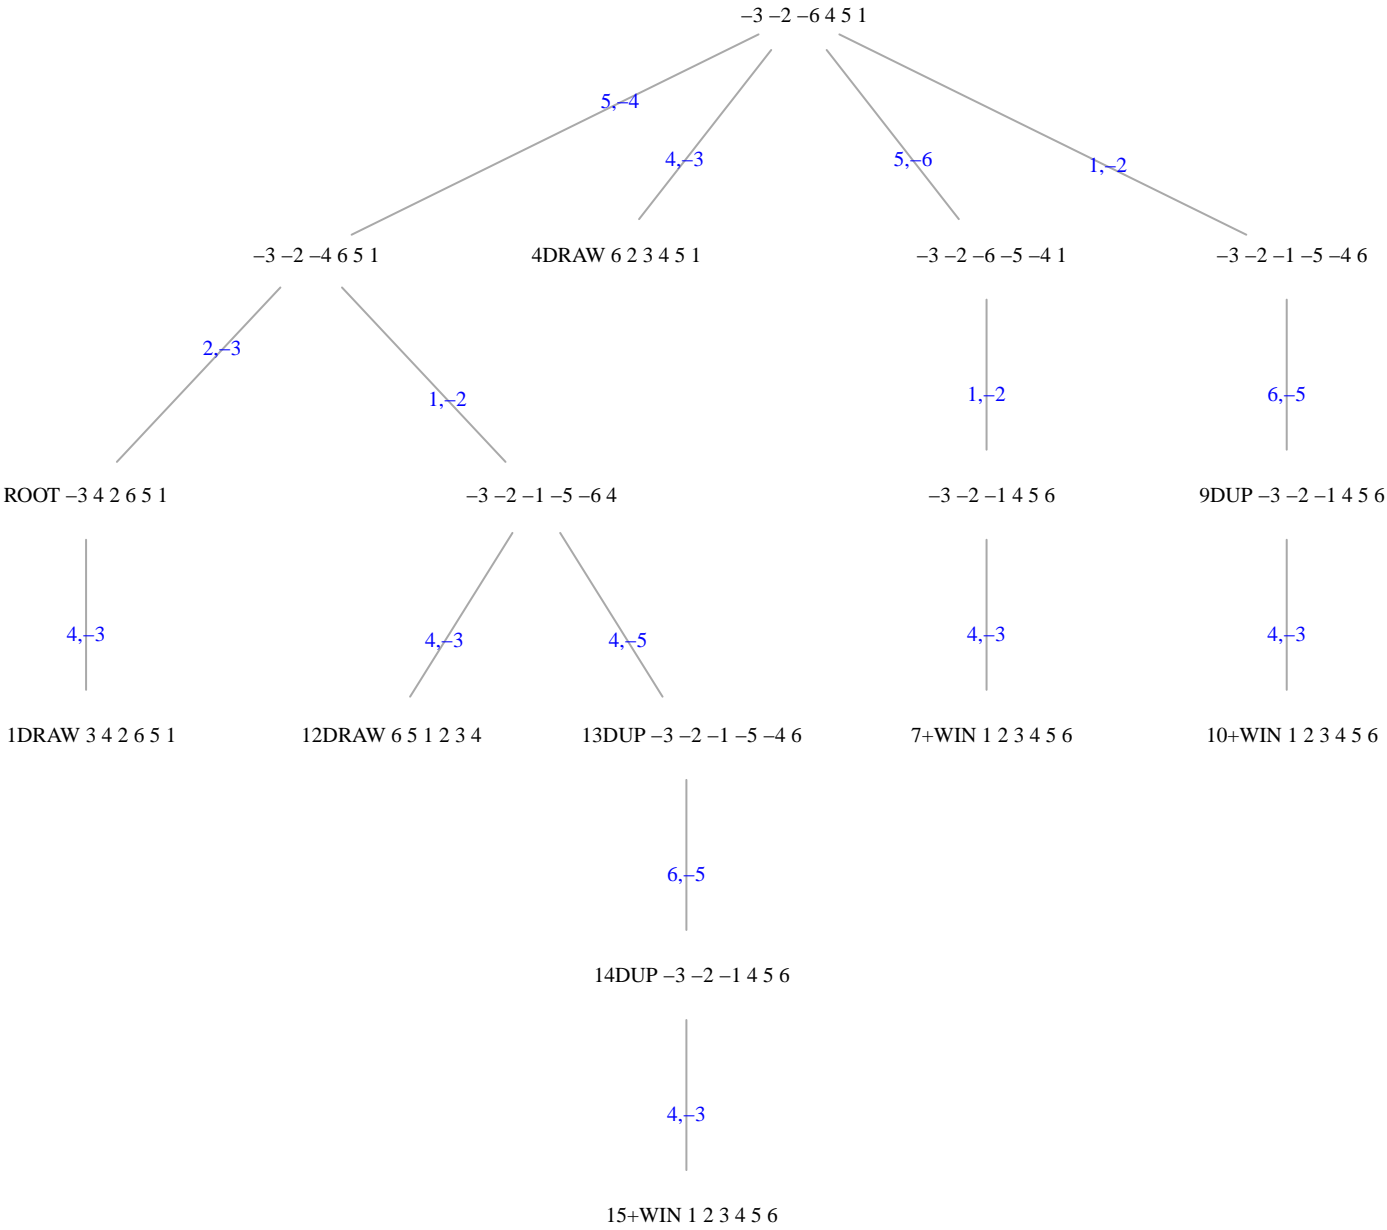 –3 –2 –6 4 5 1
5,–4
4,–3
5,–6
1,–2
–3 –2 –4 6 5 1
4DRAW 6 2 3 4 5 1
–3 –2 –6 –5 –4 1
–3 –2 –1 –5 –4 6
2,–3
1,–2
1,–2
6,–5
ROOT –3 4 2 6 5 1
–3 –2 –1 –5 –6 4
–3 –2 –1 4 5 6
9DUP –3 –2 –1 4 5 6
4,–3
4,–3
4,–5
4,–3
4,–3
1DRAW 3 4 2 6 5 1
12DRAW 6 5 1 2 3 4
13DUP –3 –2 –1 –5 –4 6
7+WIN 1 2 3 4 5 6
10+WIN 1 2 3 4 5 6
6,–5
14DUP –3 –2 –1 4 5 6
4,–3
15+WIN 1 2 3 4 5 6